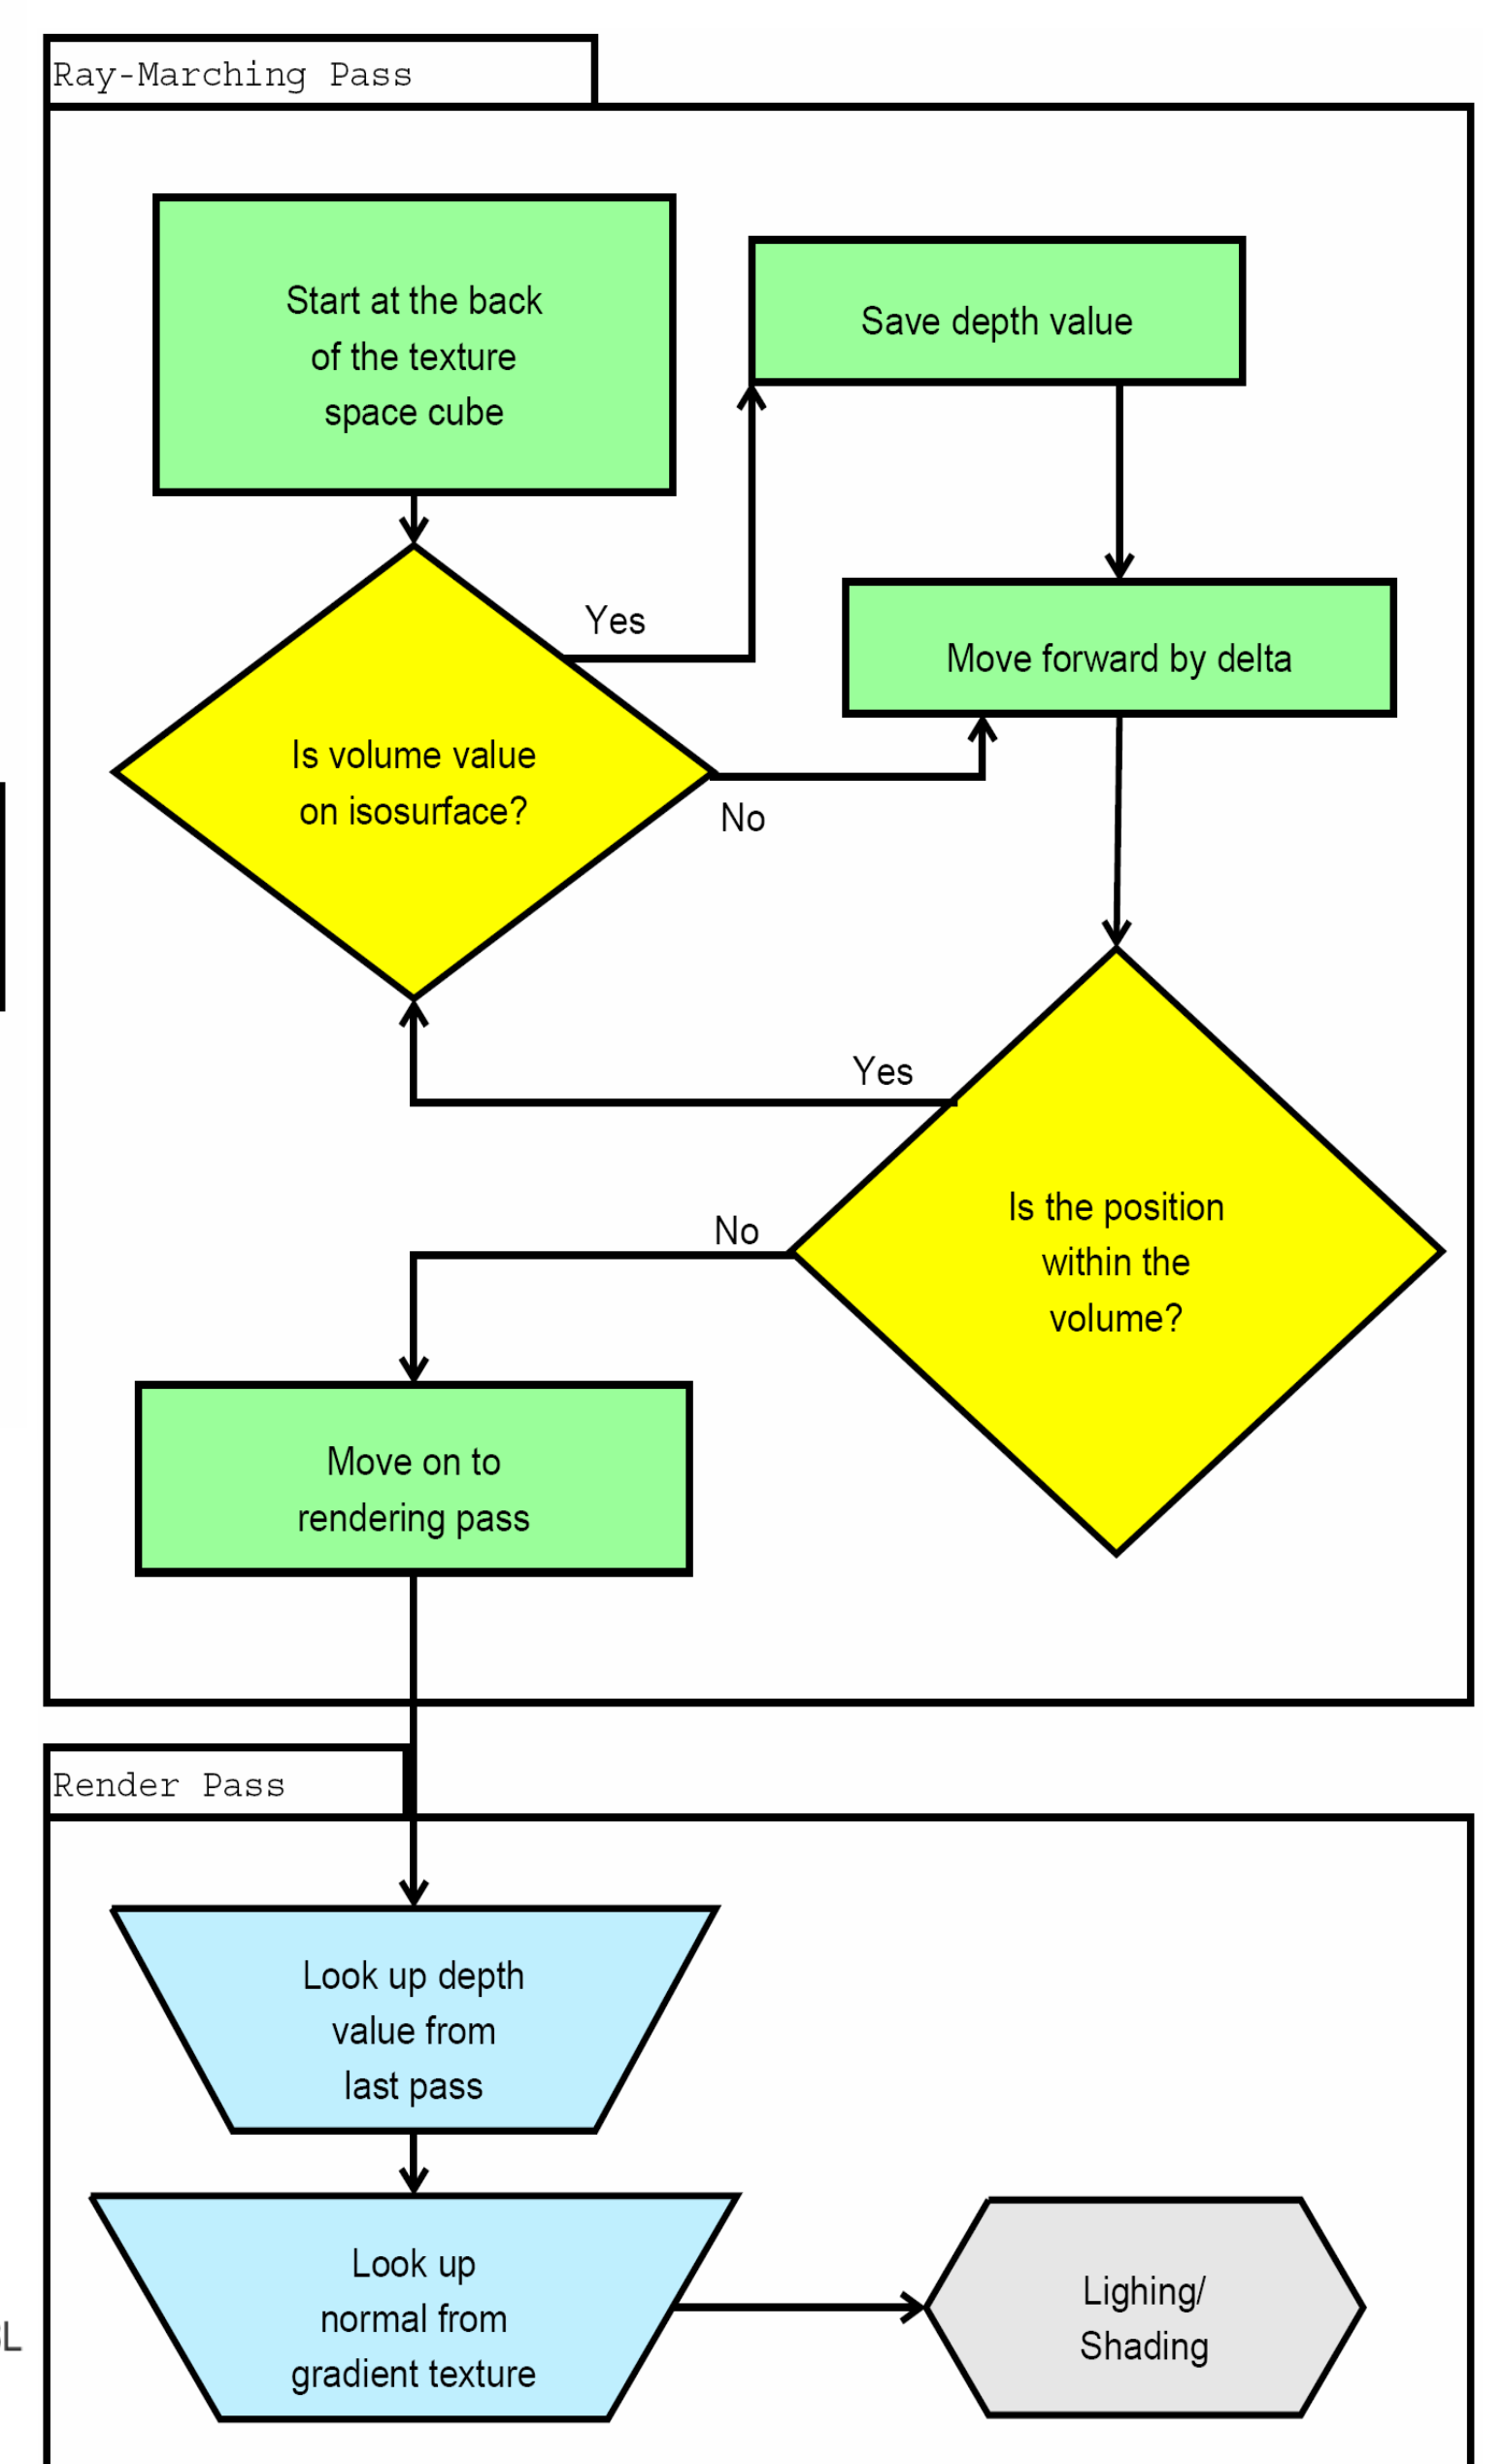 Ray-Marching Pass
Start at the back
of the texture
space cube
Save depth value
Yes
Move forward by delta
Is volume value
on isosurface?
No
Yes
Is the position
within the
volume?
No
Move on to
rendering pass
Render Pass
Look up depth
value from
last pass
Look up
normal from
gradient texture
Lighing/
Shading